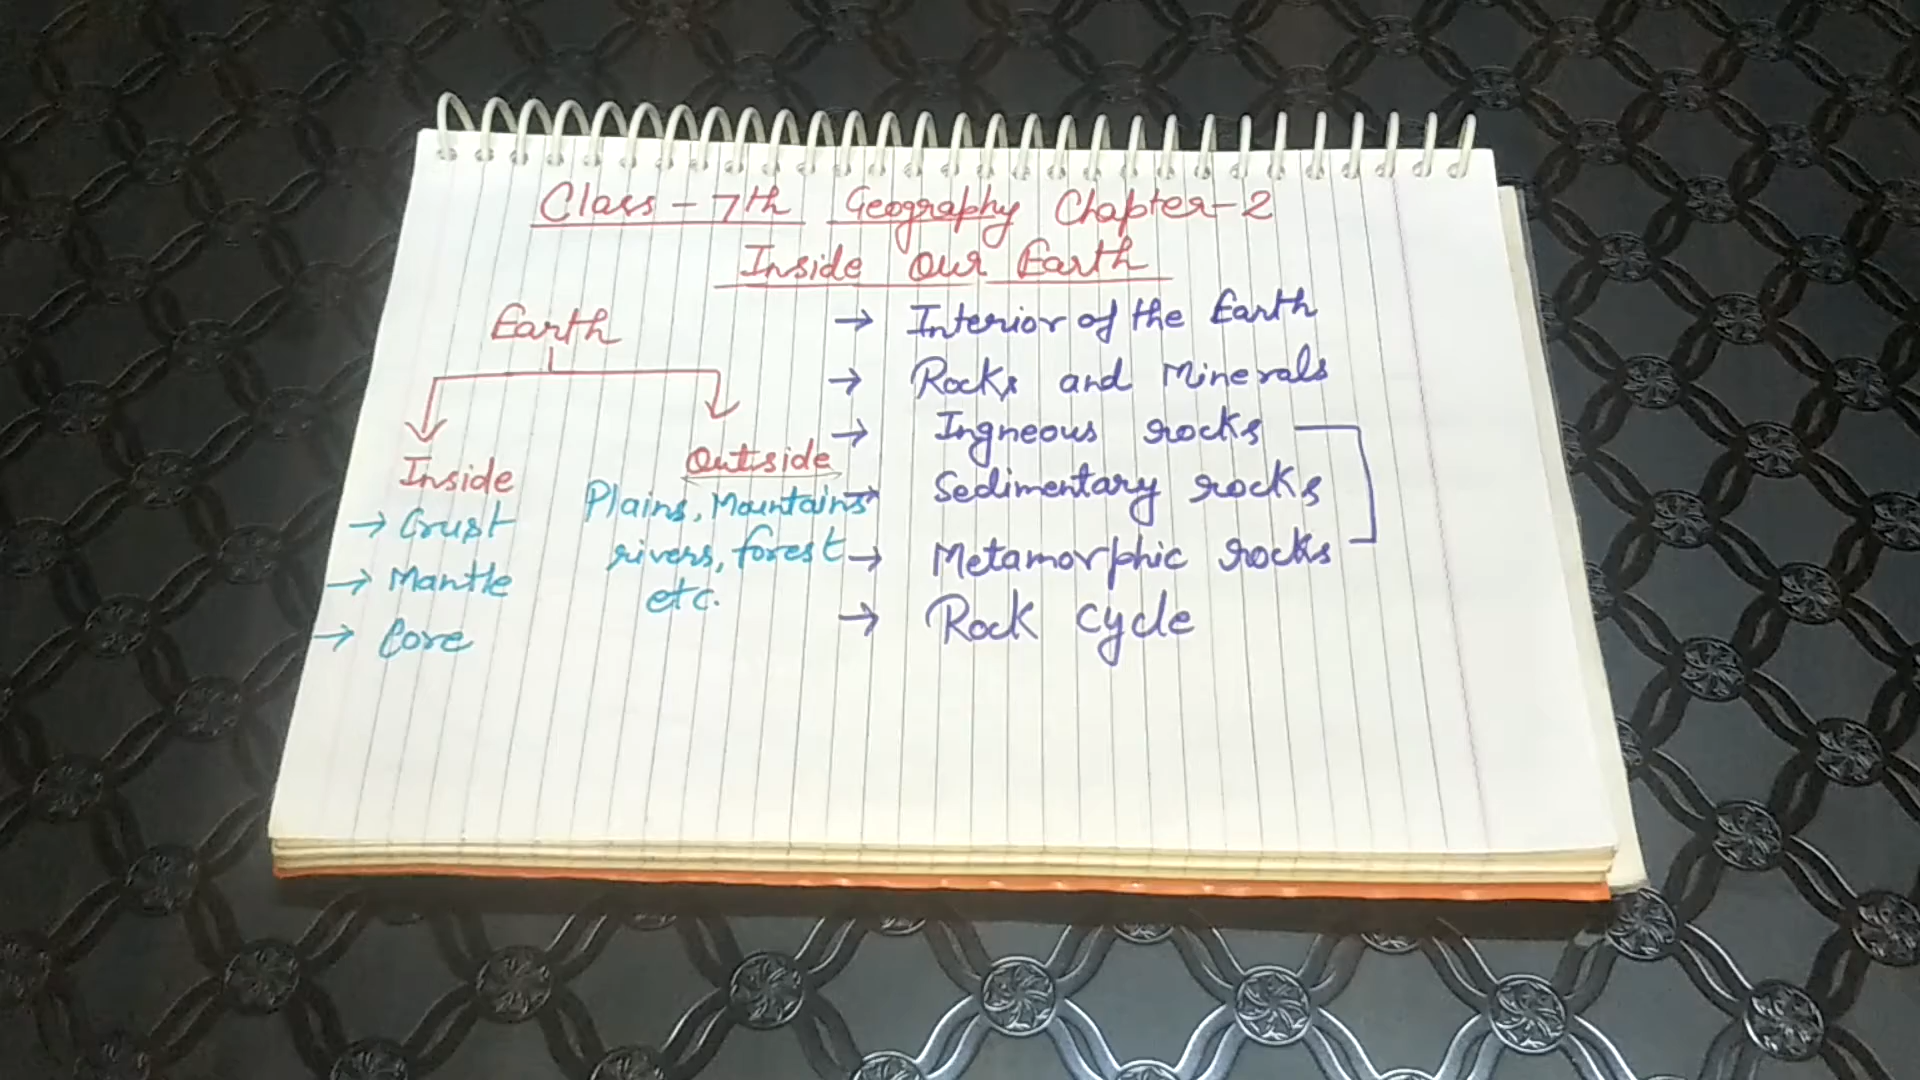 Class - 7th Geography Chapter-2
Inside Our Earth
Earth
Inside
→ Crust
→ Mantle
→ Core
Outside
Plains, Mountains
rivers, forest
etc.
→ Interior of the Earth
→ Rocks and Minerals
→ Ingneous rocks
→ Sedimentary rocks
→ Metamorphic rocks
→ Rock cycle